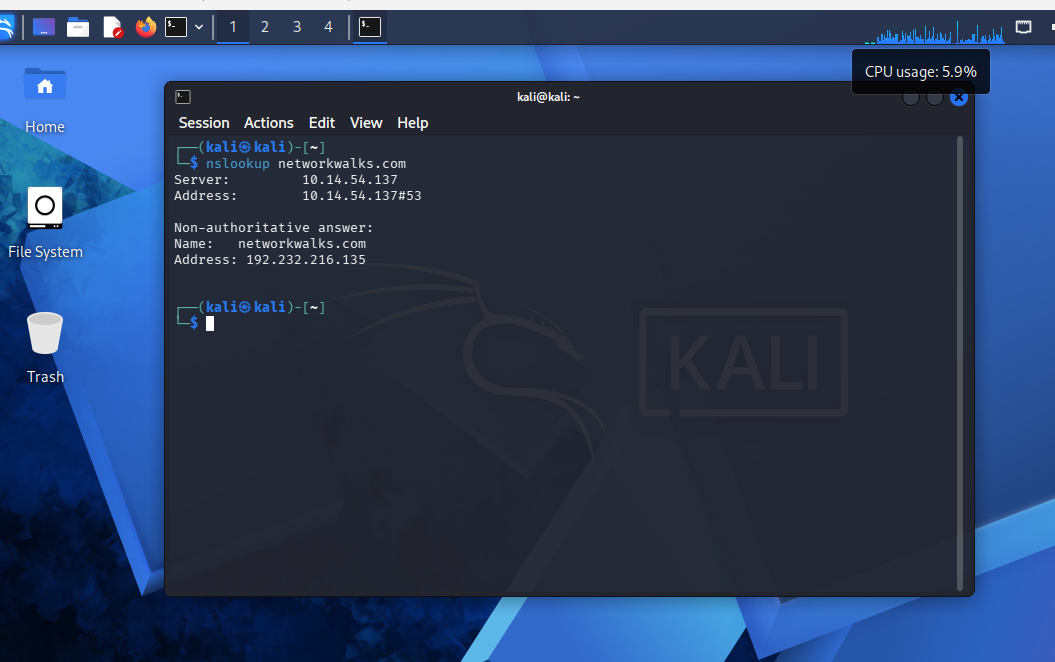 1 2 3 4
CPU usage: 5.9%
kali@kali: ~
Session Actions Edit View Help
┌──(kali㉿kali)-[~]
└─$ nslookup networkwalks.com
Server:		10.14.54.137
Address:	10.14.54.137#53
Non-authoritative answer:
Name:	networkwalks.com
Address: 192.232.216.135
┌──(kali㉿kali)-[~]
└─$
KALI
Home
File System
Trash